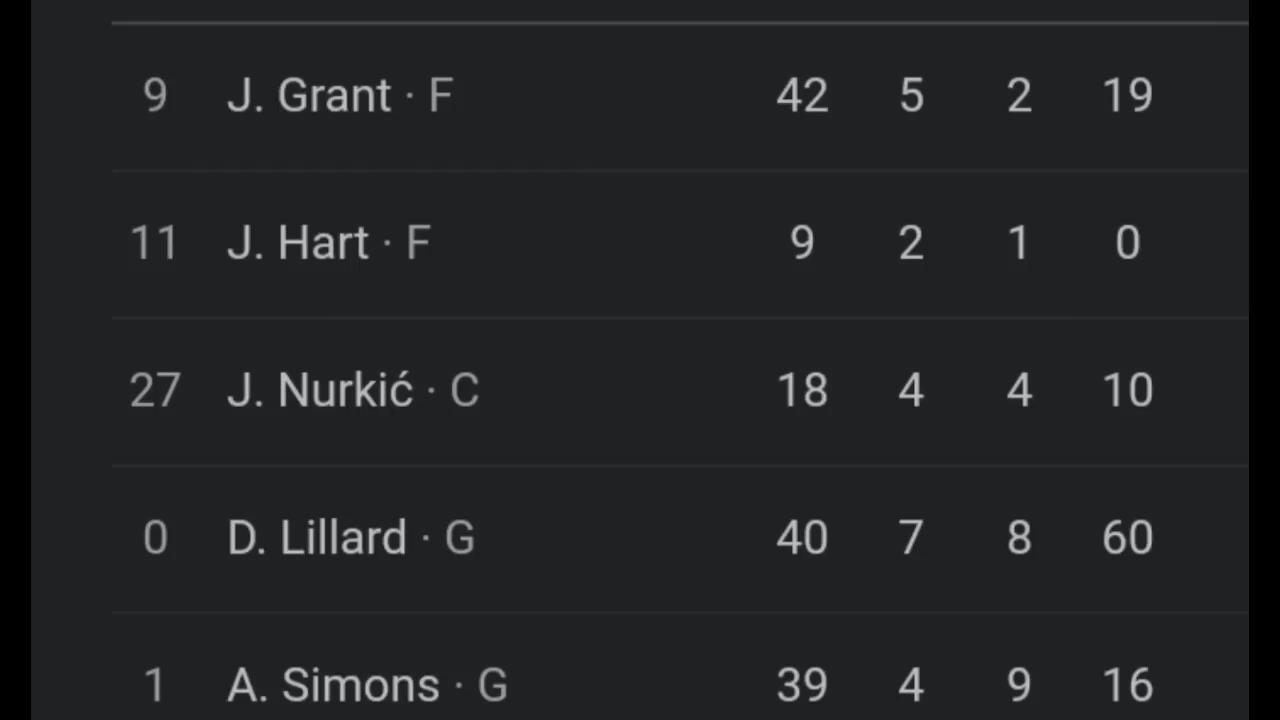 9 J. Grant · F 42 5 2 19
11 J. Hart · F 9 2 1 0
27 J. Nurkić · C 18 4 4 10
0 D. Lillard · G 40 7 8 60
1 A. Simons · G 39 4 9 16